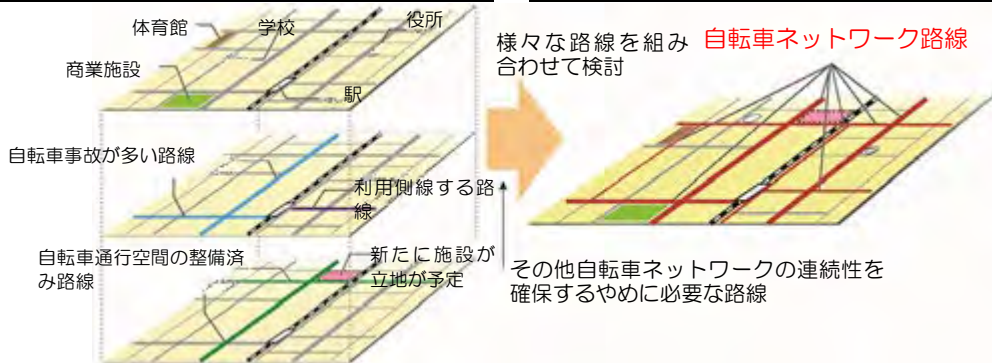 体育館
学校
役所
商業施設
駅
自転車事故が多い路線
利用側線する路
線
自転車通行空間の整備済
み路線
新たに施設が
立地が予定
様々な路線を組み
合わせて検討
自転車ネットワーク路線
その他自転車ネットワークの連続性を
確保するやめに必要な路線